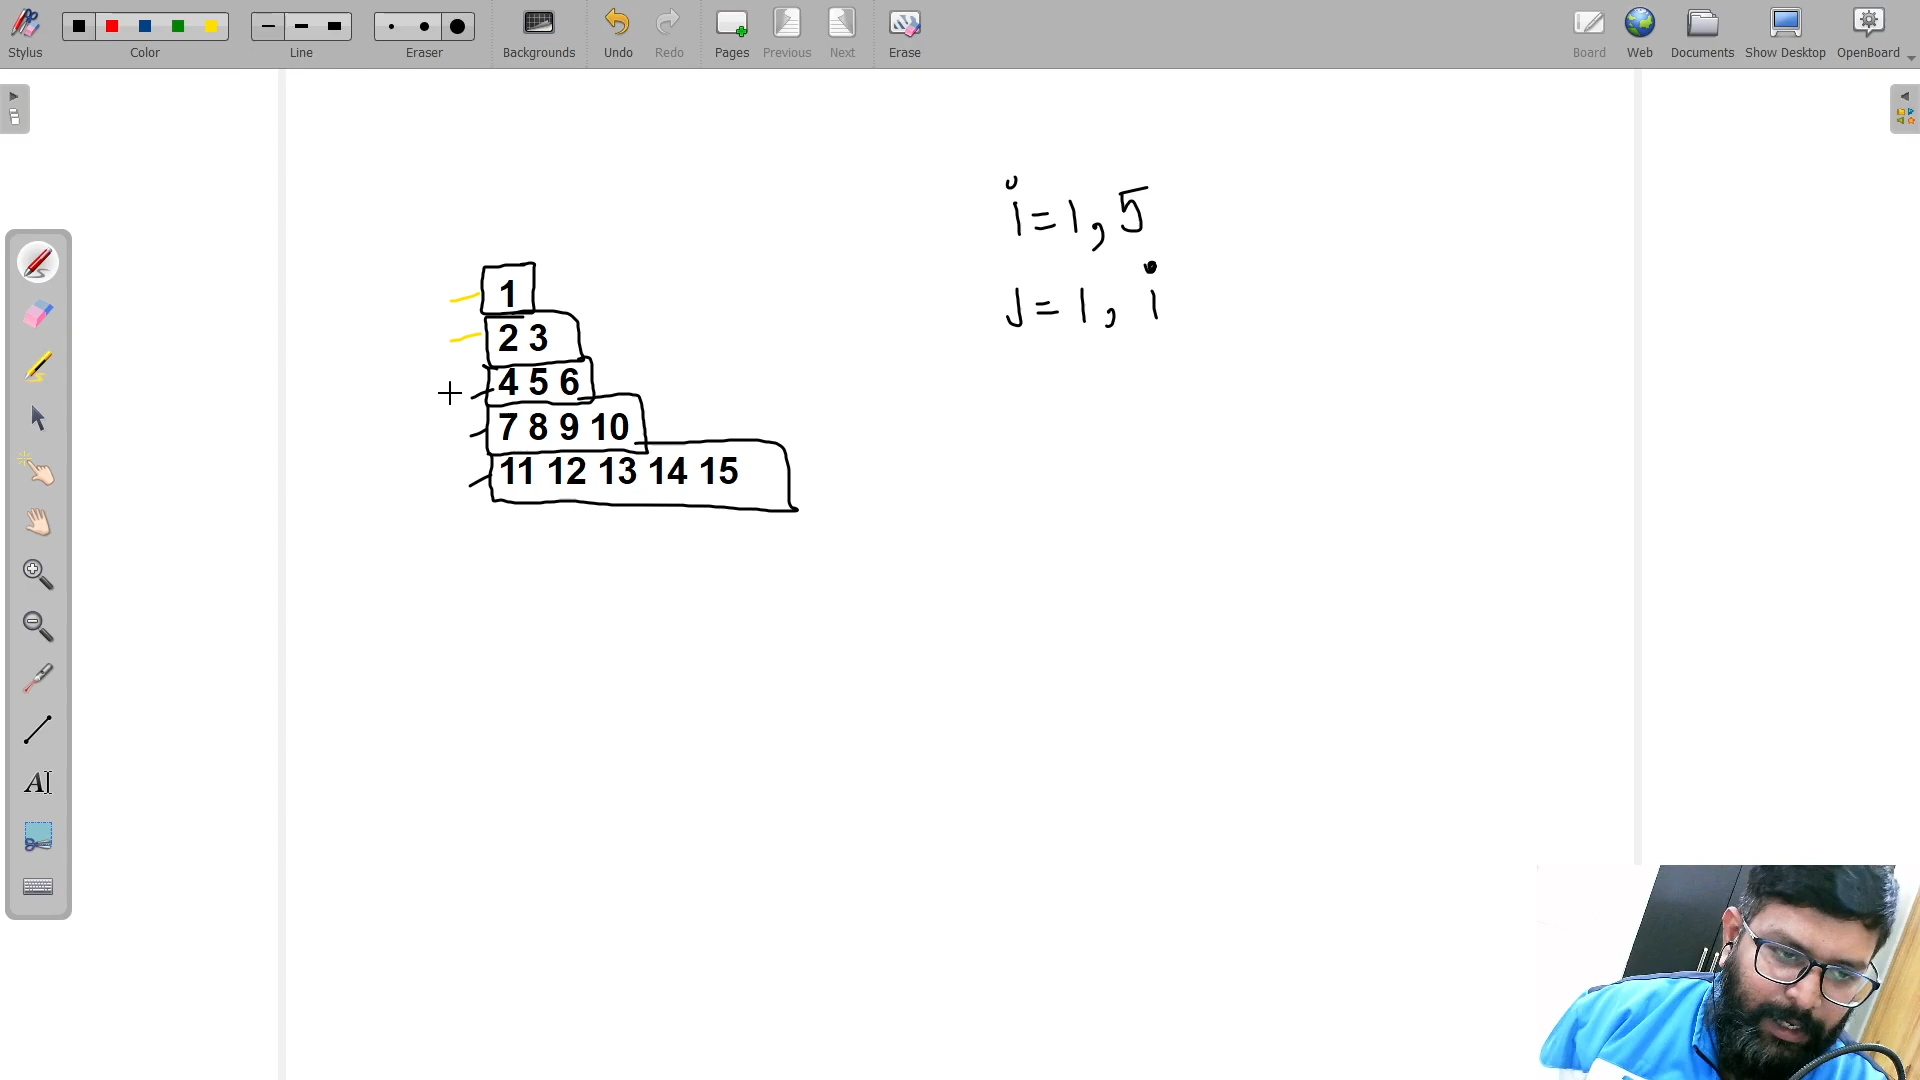 Stylus Color Line Eraser Backgrounds Undo Redo Pages Previous Next Erase Board Web Documents Show Desktop OpenBoard
i=1,5
j=1, i
1
2 3
4 5 6
7 8 9 10
11 12 13 14 15
AI